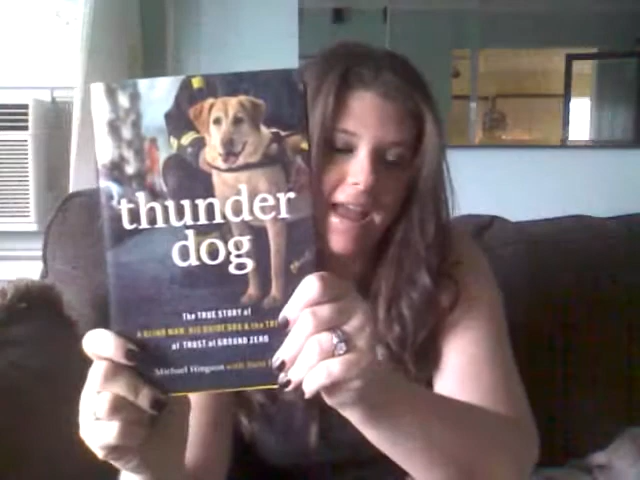 thunder
dog
The TRUE STORY of
A BLIND MAN, HIS GUIDE DOG & the
of TRUST at GROUND ZERO
Michael Hingson with